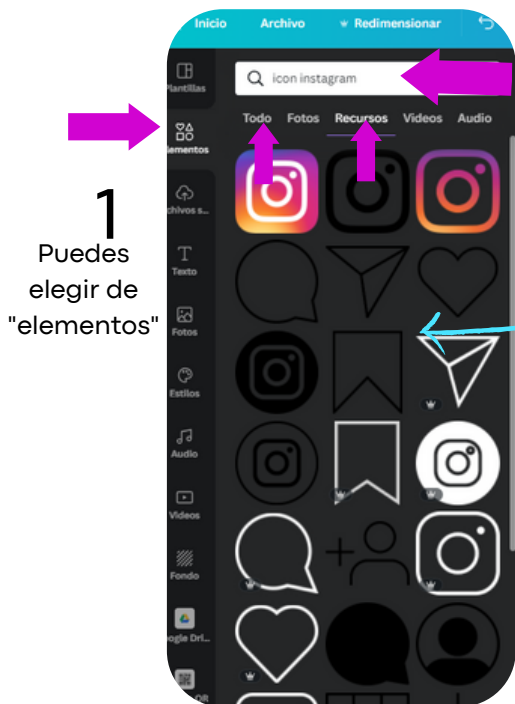 Inicio Archivo Redimensionar
Plantillas
icon instagram
Todo Fotos Recursos Videos Audio
Elementos
Archivos s...
1
Puedes
elegir de
"elementos"
Texto
Fotos
Estilos
Audio
Videos
Fondo
Google Dri...
QR